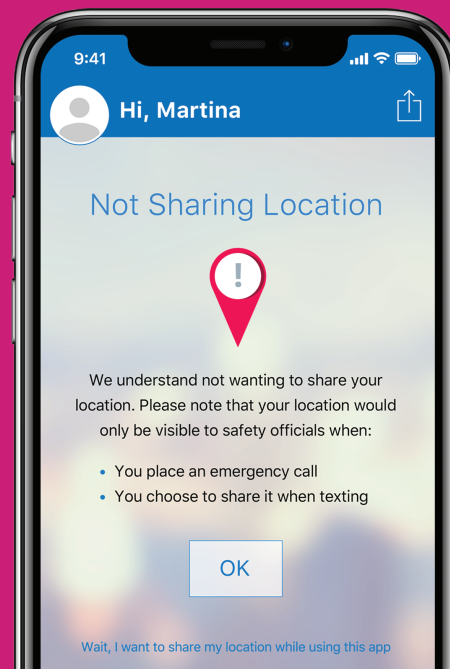 9:41
Hi, Martina
Not Sharing Location
!
We understand not wanting to share your
location. Please note that your location would
only be visible to safety officials when:
• You place an emergency call
• You choose to share it when texting
OK
Wait, I want to share my location while using this app